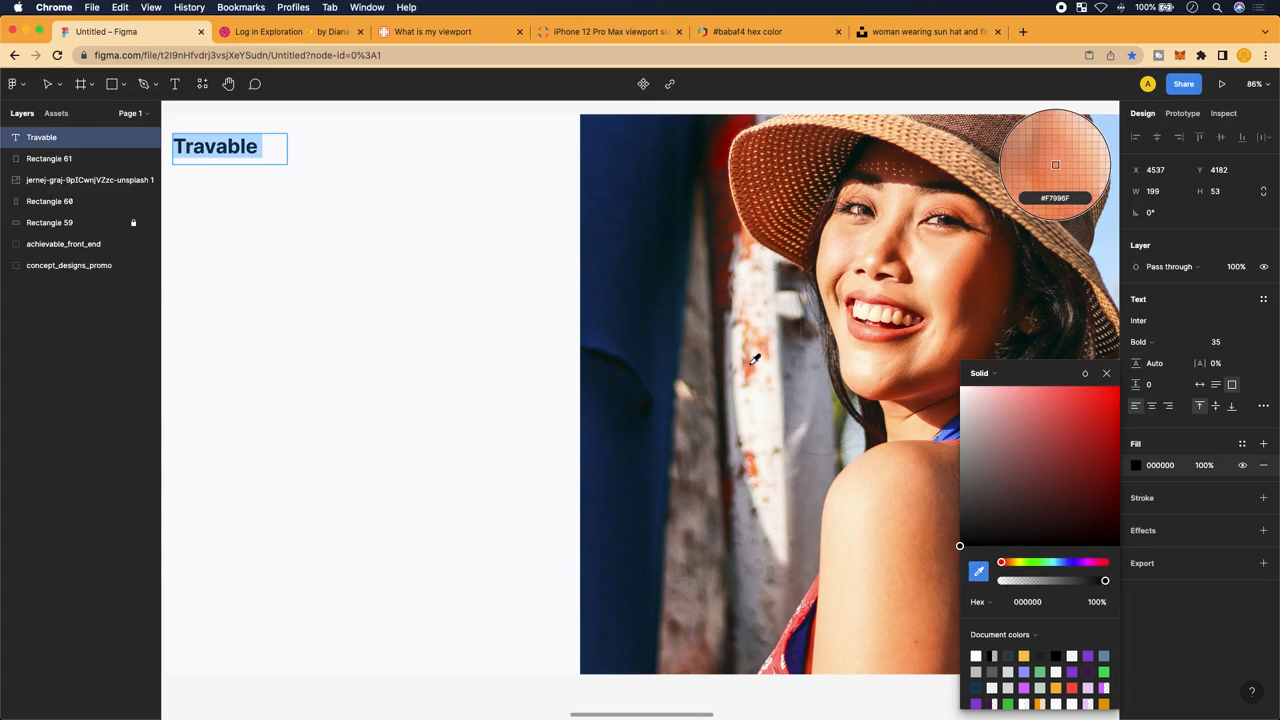 Chrome File Edit View History Bookmarks Profiles Tab Window Help 100%
Untitled – Figma
Log in Exploration ✨ by Diana
What is my viewport
iPhone 12 Pro Max viewport si
#babaf4 hex color
woman wearing sun hat and fl
figma.com/file/t2I9nHfvdrj3vsjXeYSudn/Untitled?node-id=0%3A1
A Share 86%
Layers Assets Page 1
Design Prototype Inspect
Travable
Rectangle 61
jernej-graj-9pICwnjVZzc-unsplash 1
Rectangle 60
Rectangle 59
achievable_front_end
concept_designs_promo
Travable
#F7996F
X 4537 Y 4182
W 199 H 53
0°
Layer
Pass through 100%
Text
Inter
Bold 35
Auto 0%
0
Fill
000000 100%
Stroke
Effects
Export
Solid
Hex 000000 100%
Document colors
?